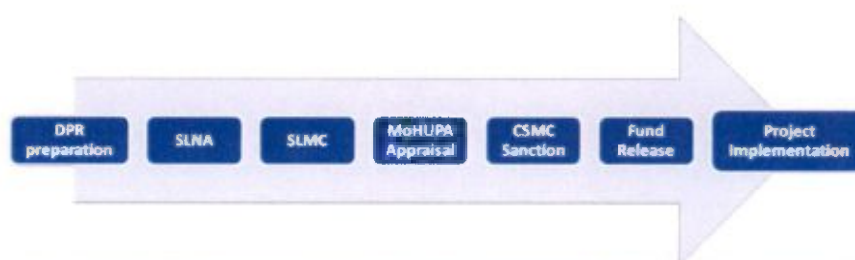 DPR
preparation
SLNA
SLMC
MoHUPA
Appraisal
CSMC
Sanction
Fund
Release
Project
Implementation